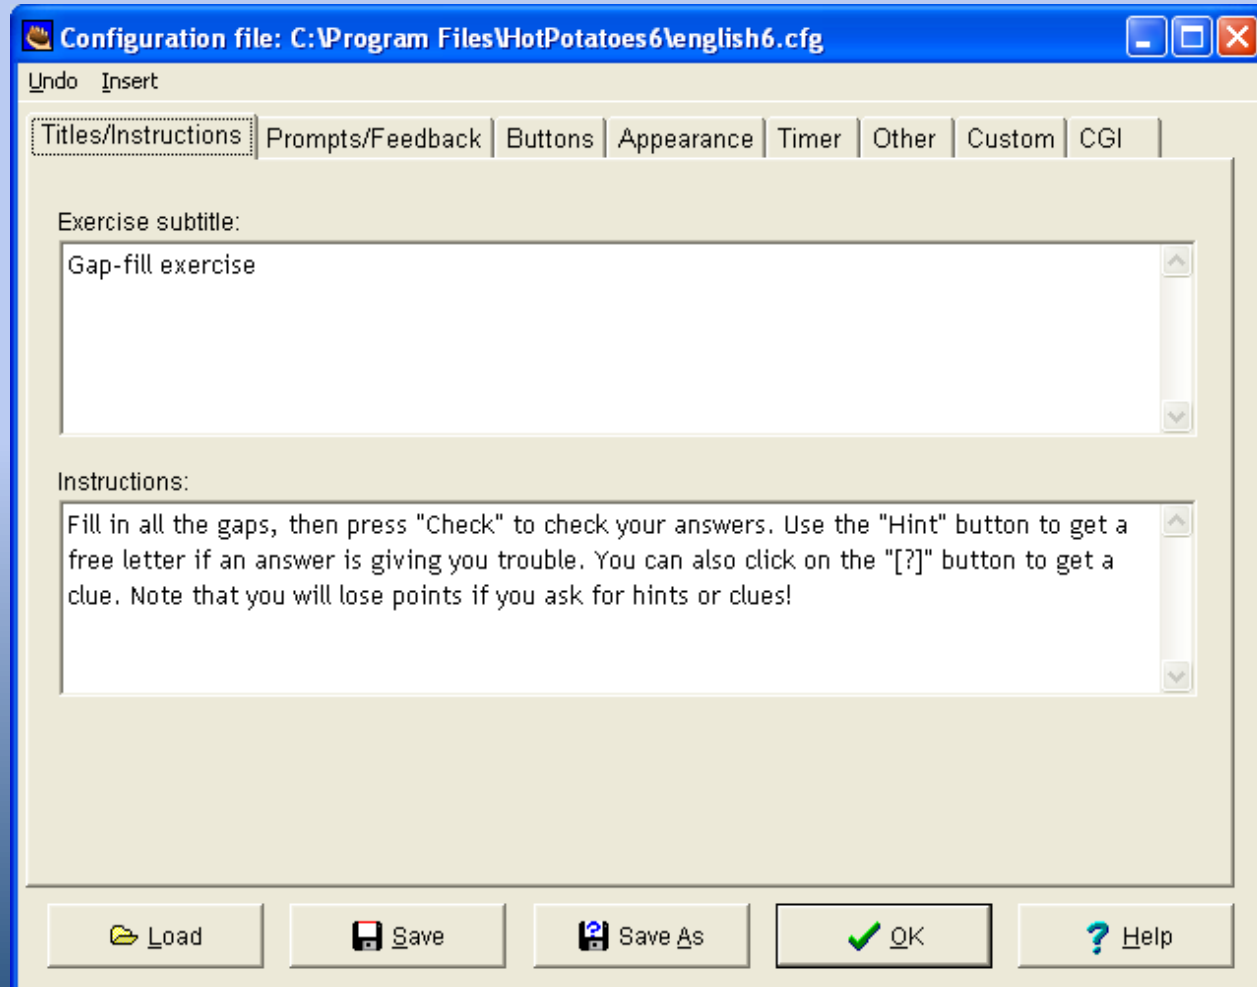 Configuration file: C:\Program Files\HotPotatoes6\english6.cfg
Undo Insert
Titles/Instructions Prompts/Feedback Buttons Appearance Timer Other Custom CGI
Exercise subtitle:
Gap-fill exercise
Instructions:
Fill in all the gaps, then press "Check" to check your answers. Use the "Hint" button to get a
free letter if an answer is giving you trouble. You can also click on the "[?]" button to get a
clue. Note that you will lose points if you ask for hints or clues!
Load Save Save As OK Help